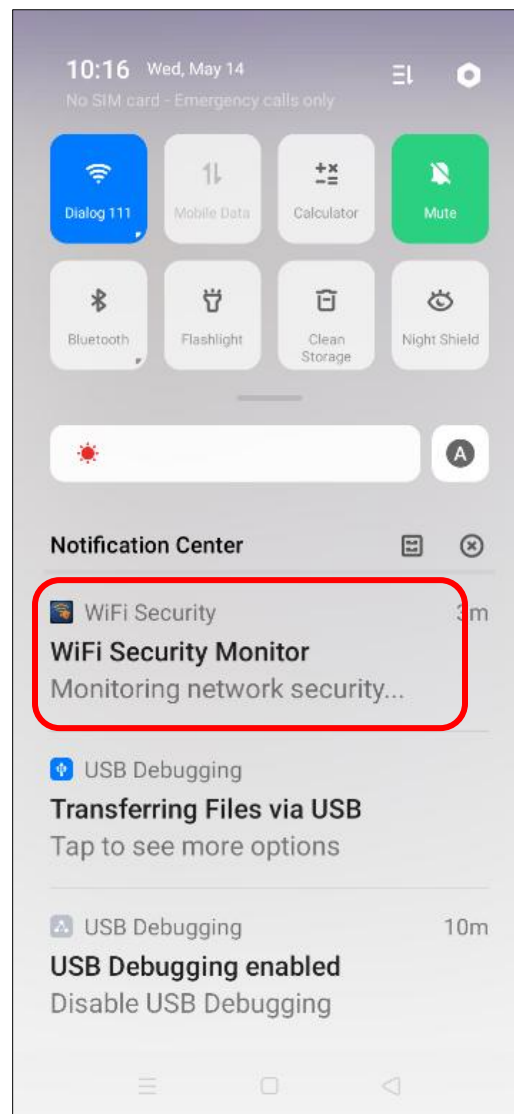 10:16 Wed, May 14
No SIM card - Emergency calls only
Dialog 111
Mobile Data
Calculator
Mute
Bluetooth
Flashlight
Clean
Storage
Night Shield
A
Notification Center
WiFi Security 3m
WiFi Security Monitor
Monitoring network security...
USB Debugging
Transferring Files via USB
Tap to see more options
USB Debugging 10m
USB Debugging enabled
Disable USB Debugging